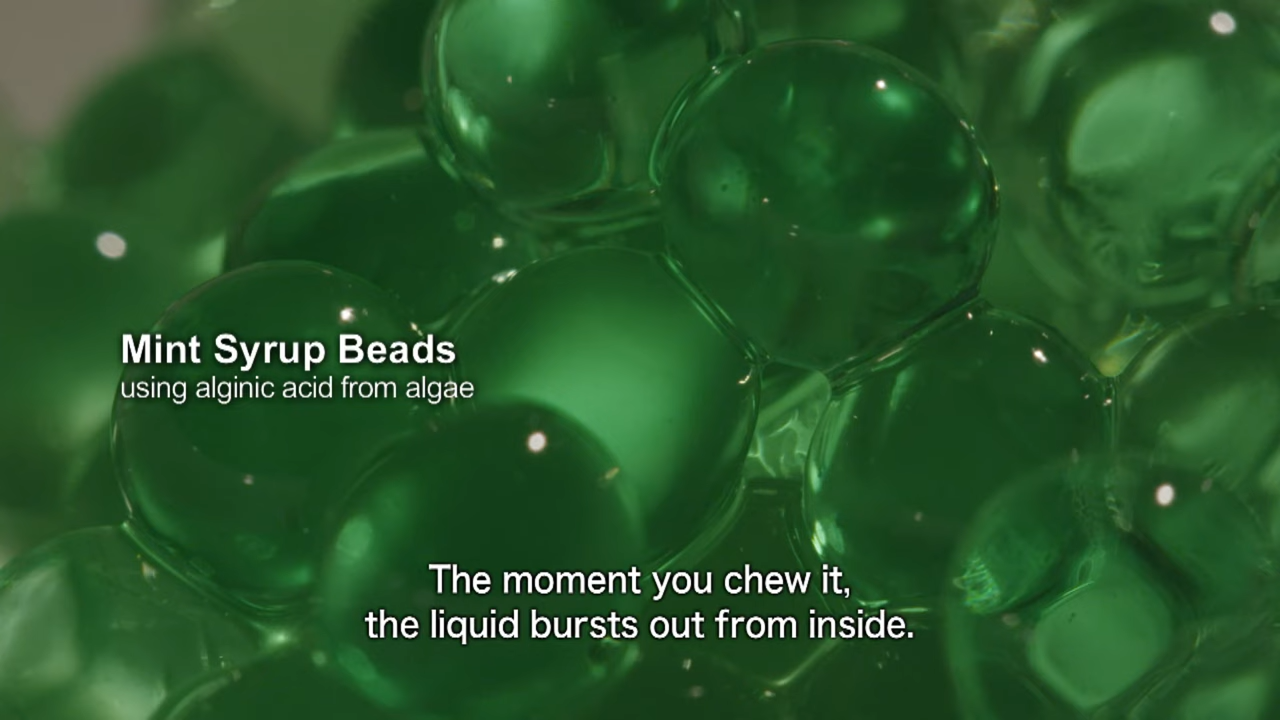 Mint Syrup Beads
using alginic acid from algae
The moment you chew it,
the liquid bursts out from inside.